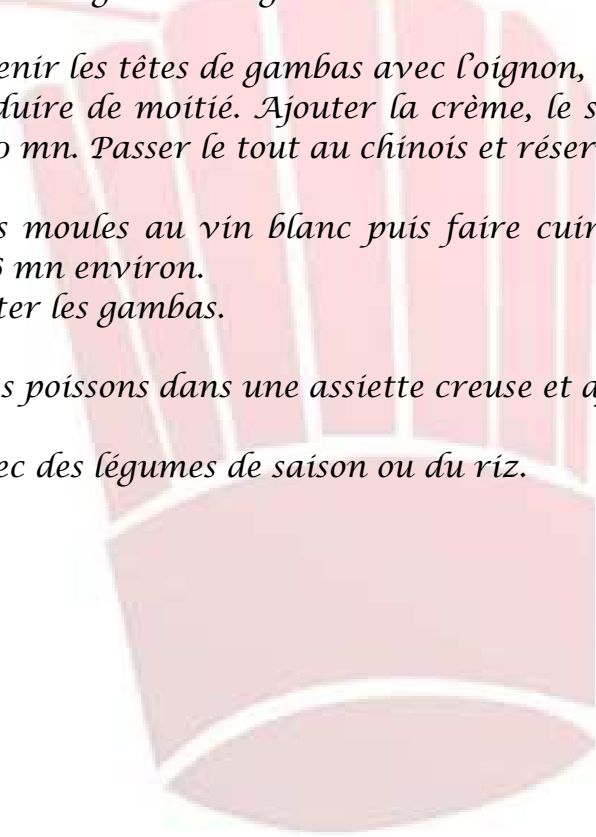 enir les têtes de gambas avec l'oignon,
duire de moitié. Ajouter la crème, le s
0 mn. Passer le tout au chinois et réser
s moules au vin blanc puis faire cuir
6 mn environ.
ter les gambas.
s poissons dans une assiette creuse et a
ec des légumes de saison ou du riz.